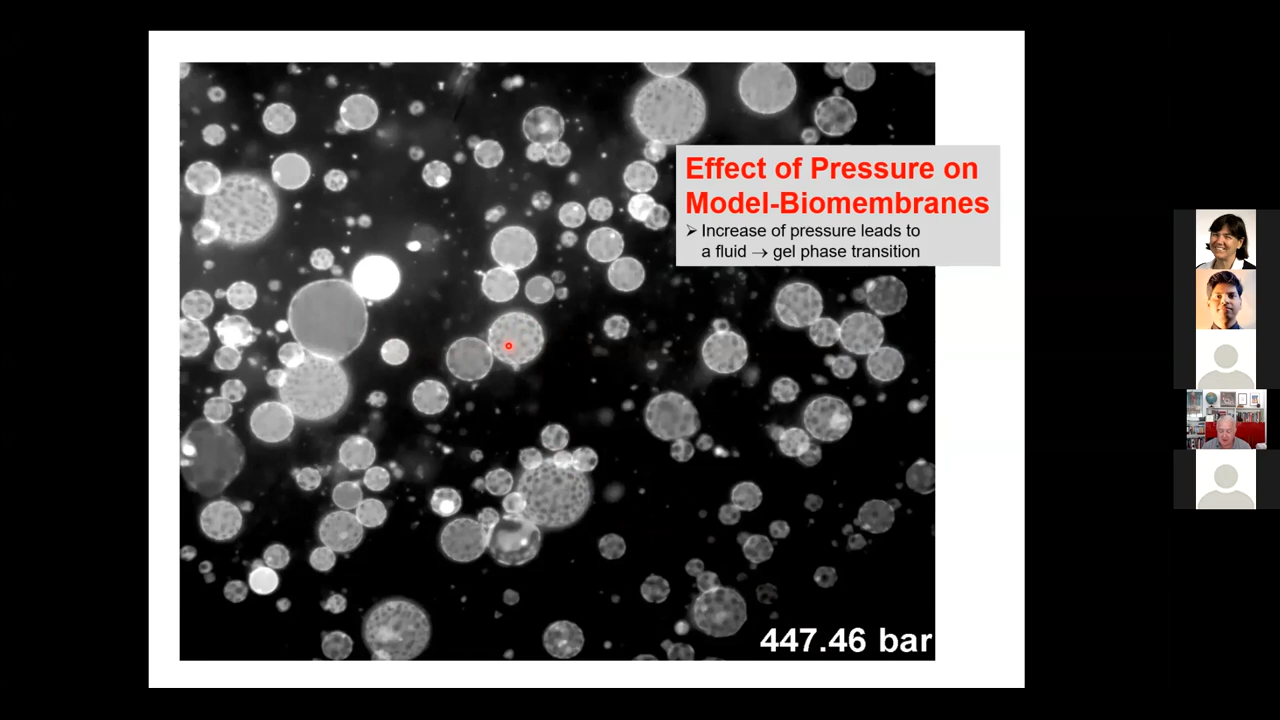 Effect of Pressure on
Model-Biomembranes
➢ Increase of pressure leads to
a fluid → gel phase transition
447.46 bar